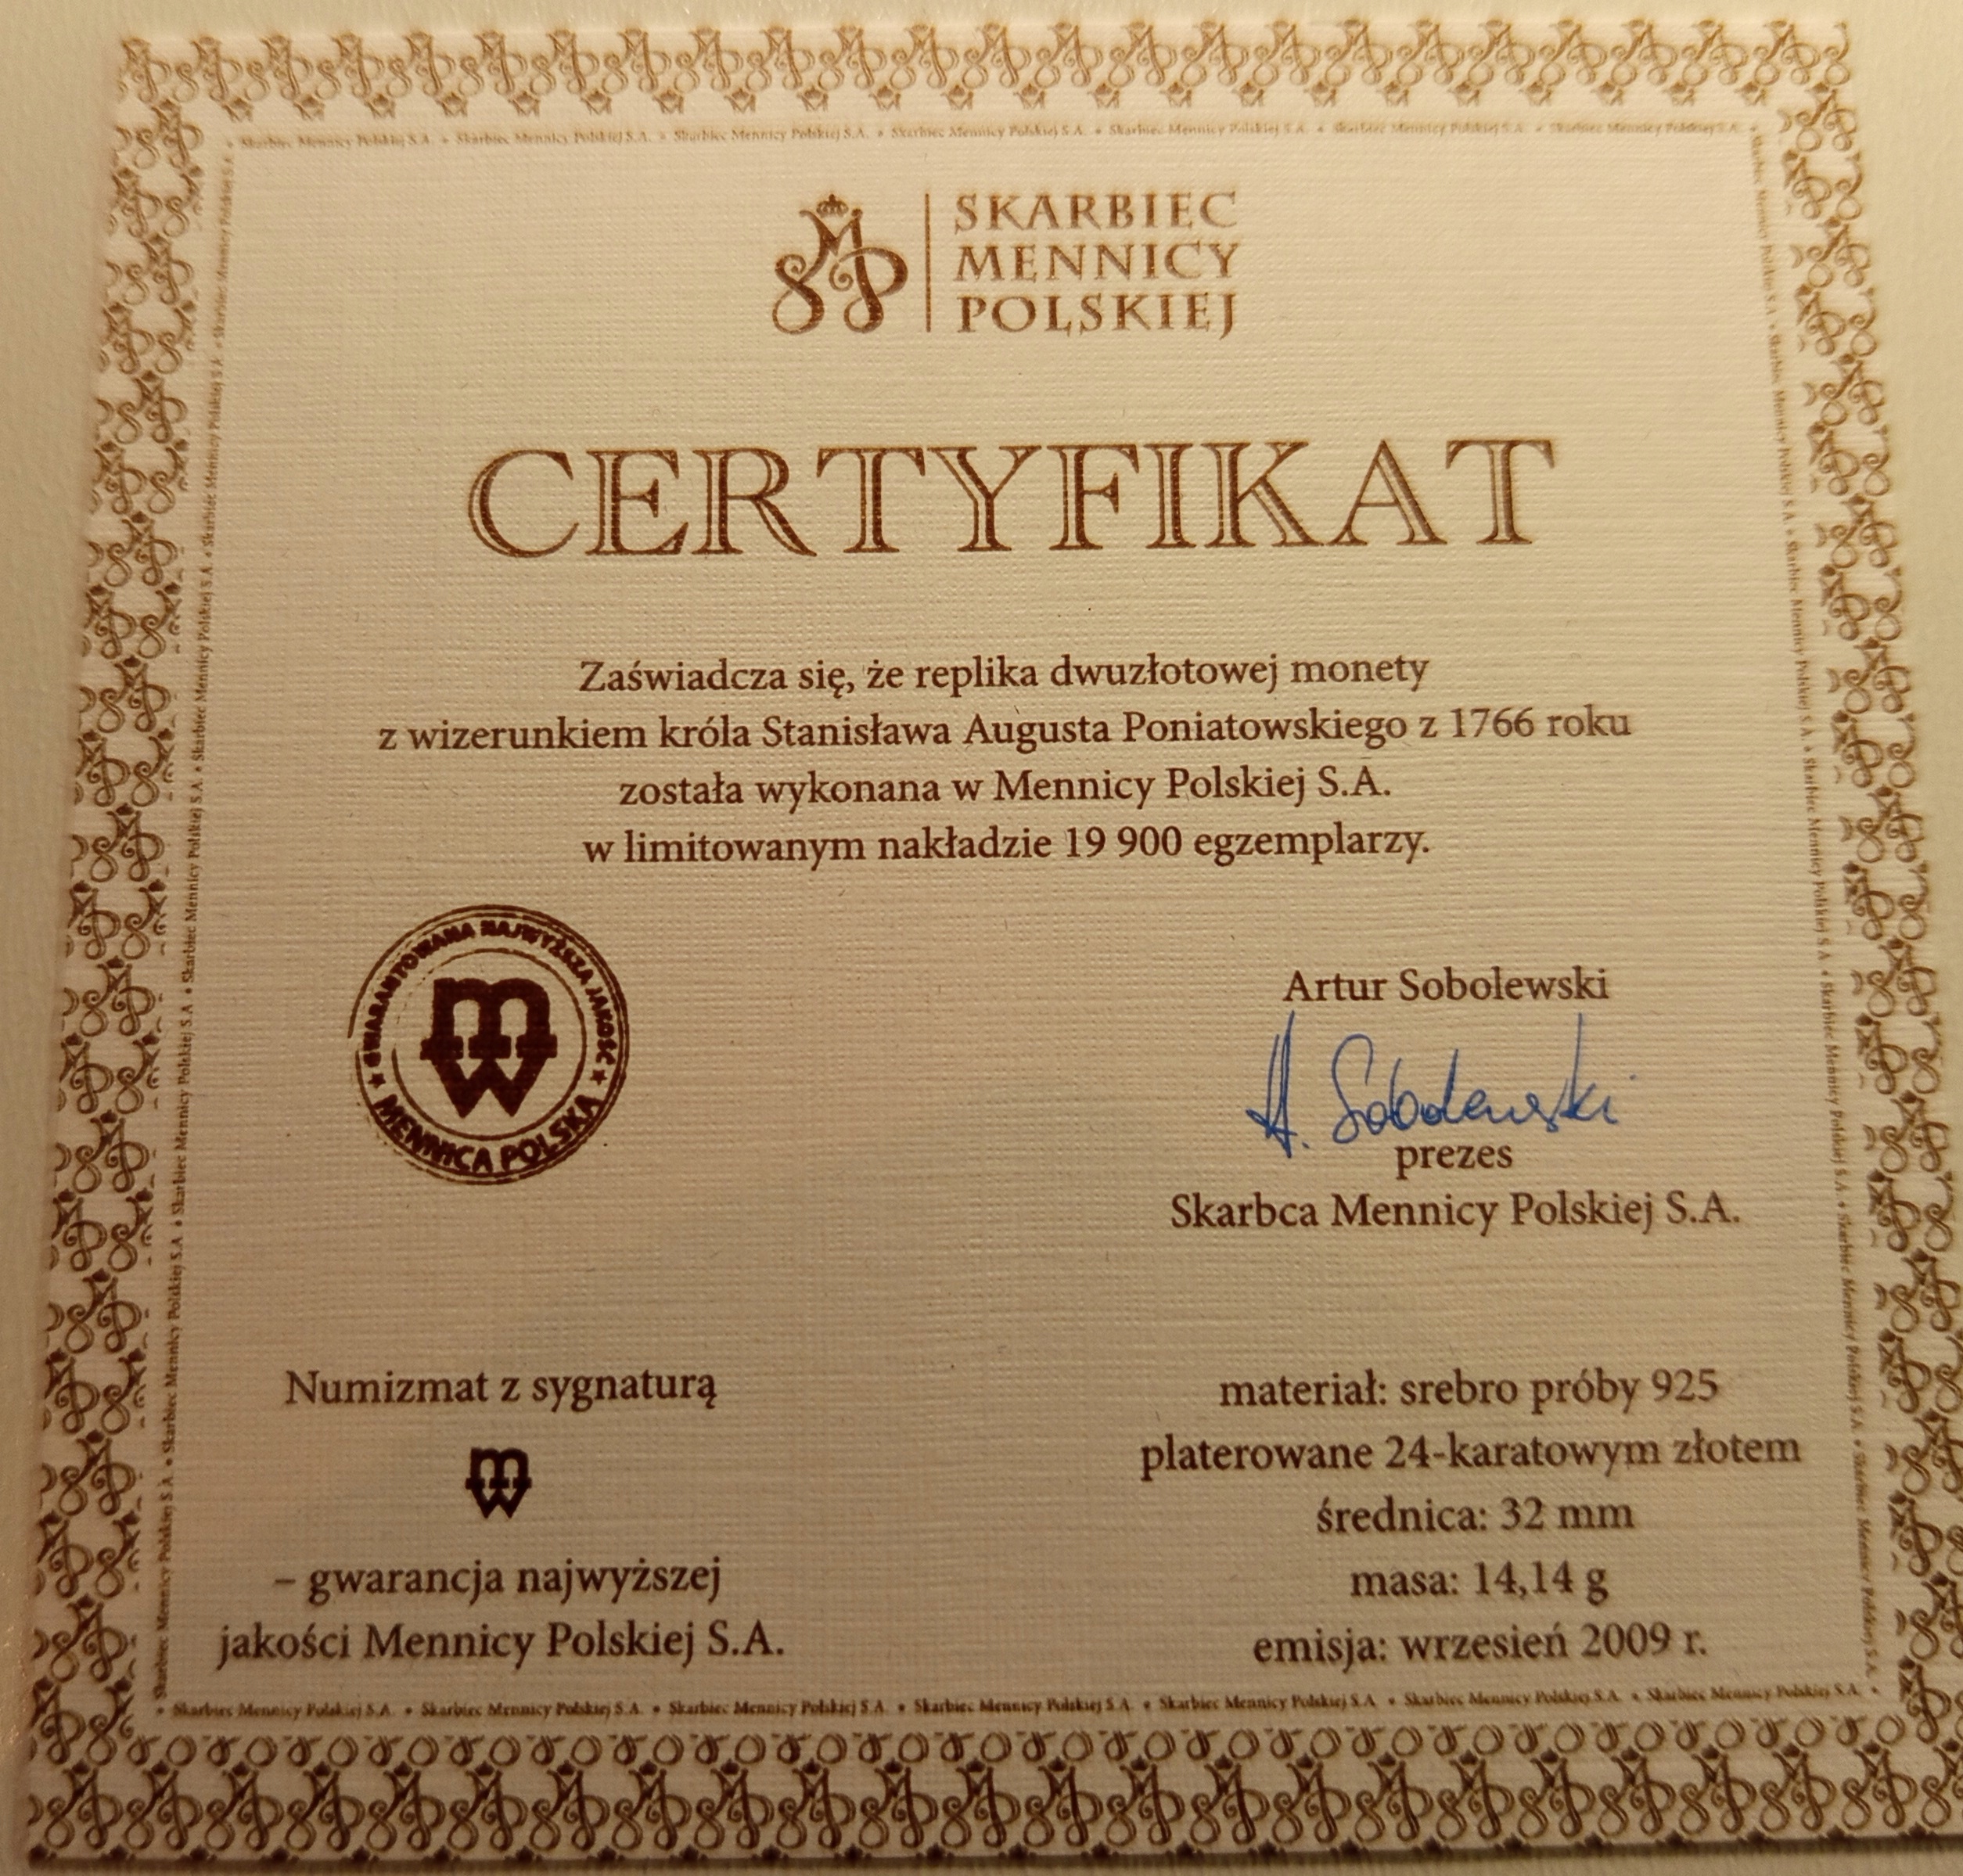 Skarbiec Mennicy Polskiej S.A. • Skarbiec Mennicy Polskiej S.A. • Skarbiec Mennicy Polskiej S.A. • Skarbiec Mennicy Polskiej S.A. • Skarbiec Mennicy Polskiej S.A. • Skarbiec Mennicy Polskiej S.A. • Skarbiec Mennicy Polskiej S.A.
SKARBIEC
MENNICY
POLSKIEJ
CERTYFIKAT
Zaświadcza się, że replika dwuzłotowej monety
z wizerunkiem króla Stanisława Augusta Poniatowskiego z 1766 roku
została wykonana w Mennicy Polskiej S.A.
w limitowanym nakładzie 19 900 egzemplarzy.
GWARANTOWANA NAJWYŻSZA JAKOŚĆ
MENNICA POLSKA
Artur Sobolewski
A. Sobolewski
prezes
Skarbca Mennicy Polskiej S.A.
Numizmat z sygnaturą
– gwarancja najwyższej
jakości Mennicy Polskiej S.A.
materiał: srebro próby 925
platerowane 24-karatowym złotem
średnica: 32 mm
masa: 14,14 g
emisja: wrzesień 2009 r.
Skarbiec Mennicy Polskiej S.A. • Skarbiec Mennicy Polskiej S.A. • Skarbiec Mennicy Polskiej S.A. • Skarbiec Mennicy Polskiej S.A. • Skarbiec Mennicy Polskiej S.A. • Skarbiec Mennicy Polskiej S.A. • Skarbiec Mennicy Polskiej S.A.